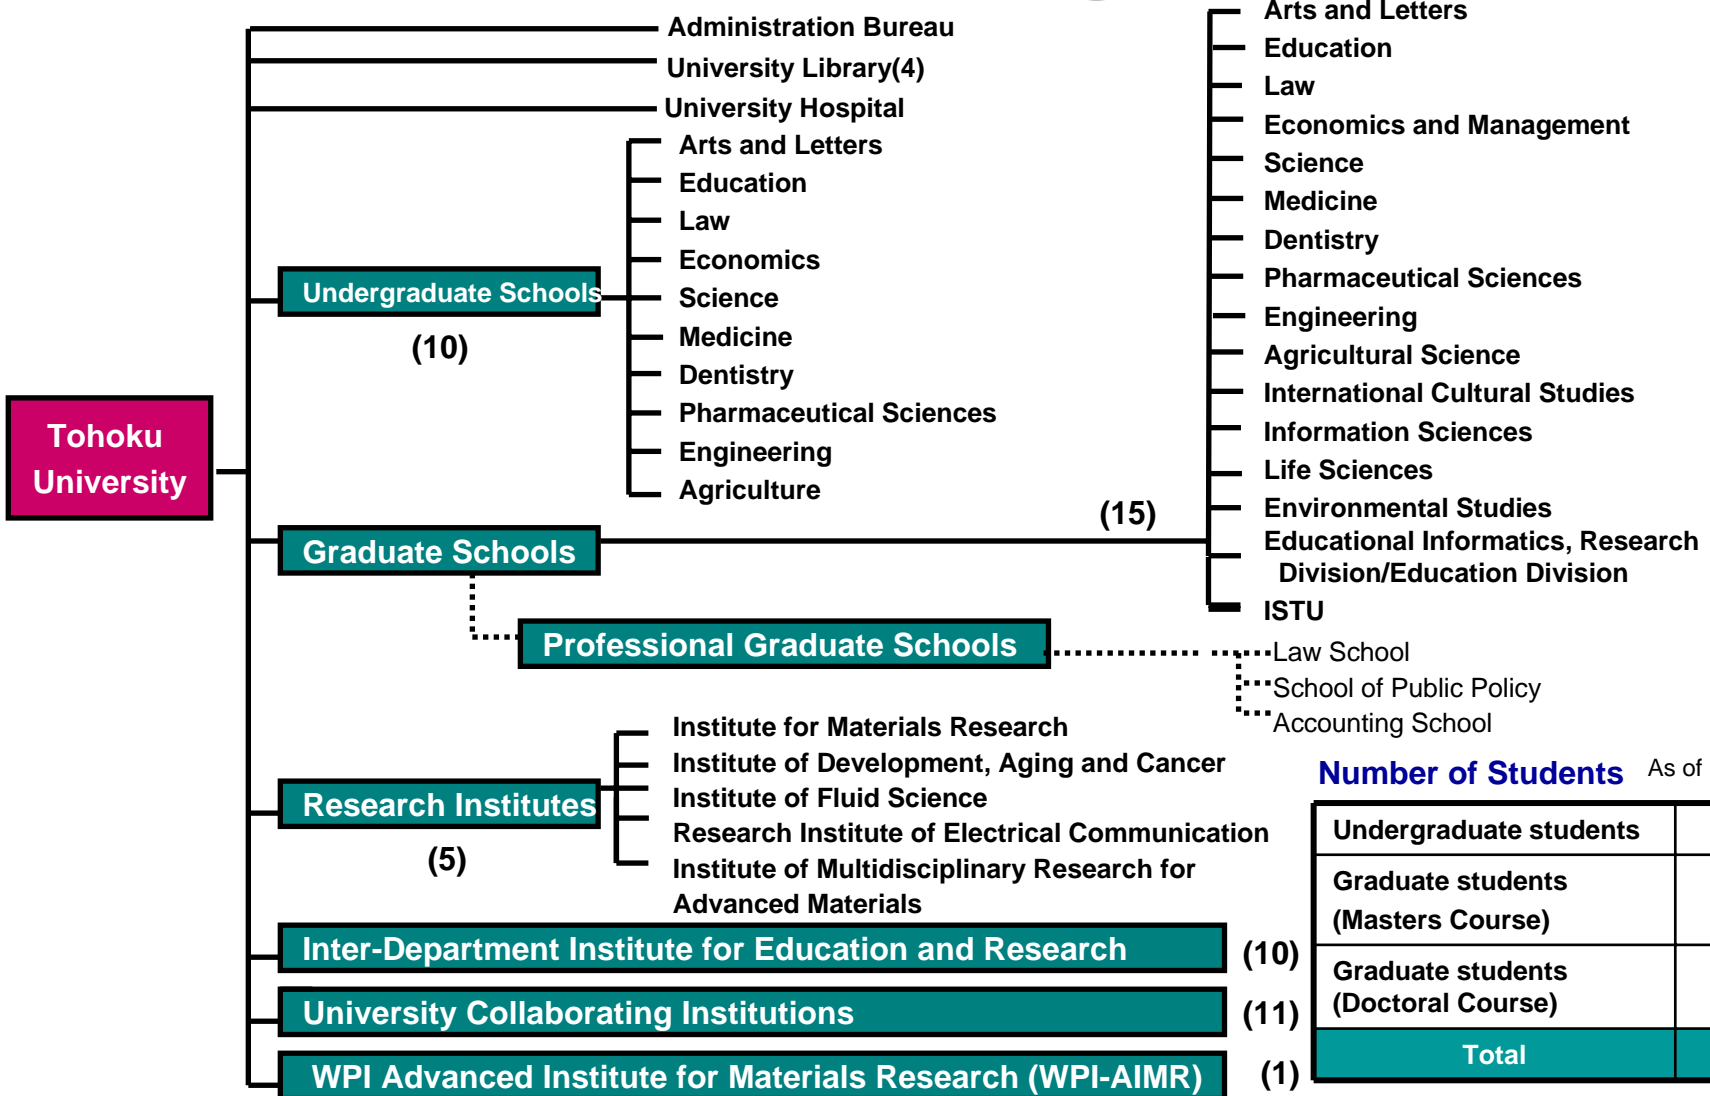 Administration Bureau
University Library(4)
University Hospital
Arts and Letters
Education
Law
Economics
Science
Medicine
Dentistry
Pharmaceutical Sciences
Engineering
Agriculture
Undergraduate Schools
(10)
Tohoku
University
Graduate Schools
(15)
Arts and Letters
Education
Law
Economics and Management
Science
Medicine
Dentistry
Pharmaceutical Sciences
Engineering
Agricultural Science
International Cultural Studies
Information Sciences
Life Sciences
Environmental Studies
Educational Informatics, Research
Division/Education Division
ISTU
Professional Graduate Schools
Law School
School of Public Policy
Accounting School
Research Institutes
(5)
Institute for Materials Research
Institute of Development, Aging and Cancer
Institute of Fluid Science
Research Institute of Electrical Communication
Institute of Multidisciplinary Research for
Advanced Materials
Inter-Department Institute for Education and Research
(10)
University Collaborating Institutions
(11)
WPI Advanced Institute for Materials Research (WPI-AIMR)
(1)
Number of Students As of
Undergraduate students
Graduate students
(Masters Course)
Graduate students
(Doctoral Course)
Total